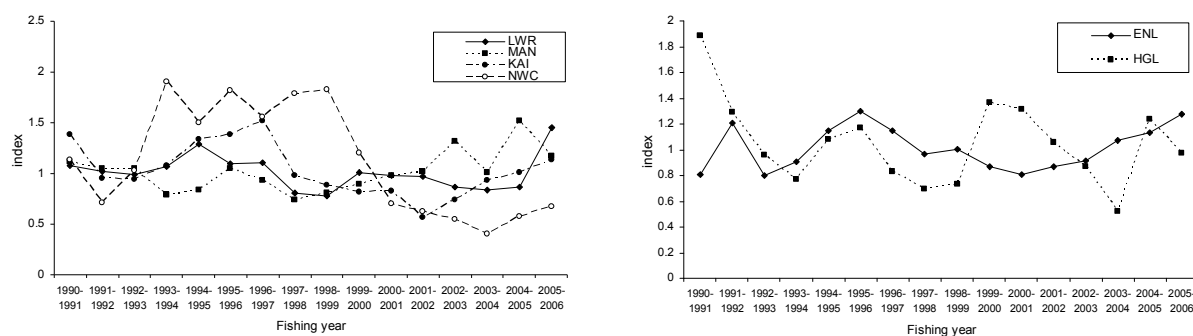 2.5
2
1.5
1
0.5
0
index
LWR
MAN
KAI
NWC
1990- 1991- 1992- 1993- 1994- 1995- 1996- 1997- 1998- 1999- 2000- 2001- 2002- 2003- 2004- 2005-
1991 1992 1993 1994 1995 1996 1997 1998 1999 2000 2001 2002 2003 2004 2005 2006
Fishing year
2
1.8
1.6
1.4
1.2
1
0.8
0.6
0.4
0.2
0
index
ENL
HGL
1990- 1991- 1992- 1993- 1994- 1995- 1996- 1997- 1998- 1999- 2000- 2001- 2002- 2003- 2004- 2005-
1991 1992 1993 1994 1995 1996 1997 1998 1999 2000 2001 2002 2003 2004 2005 2006
Fishing year